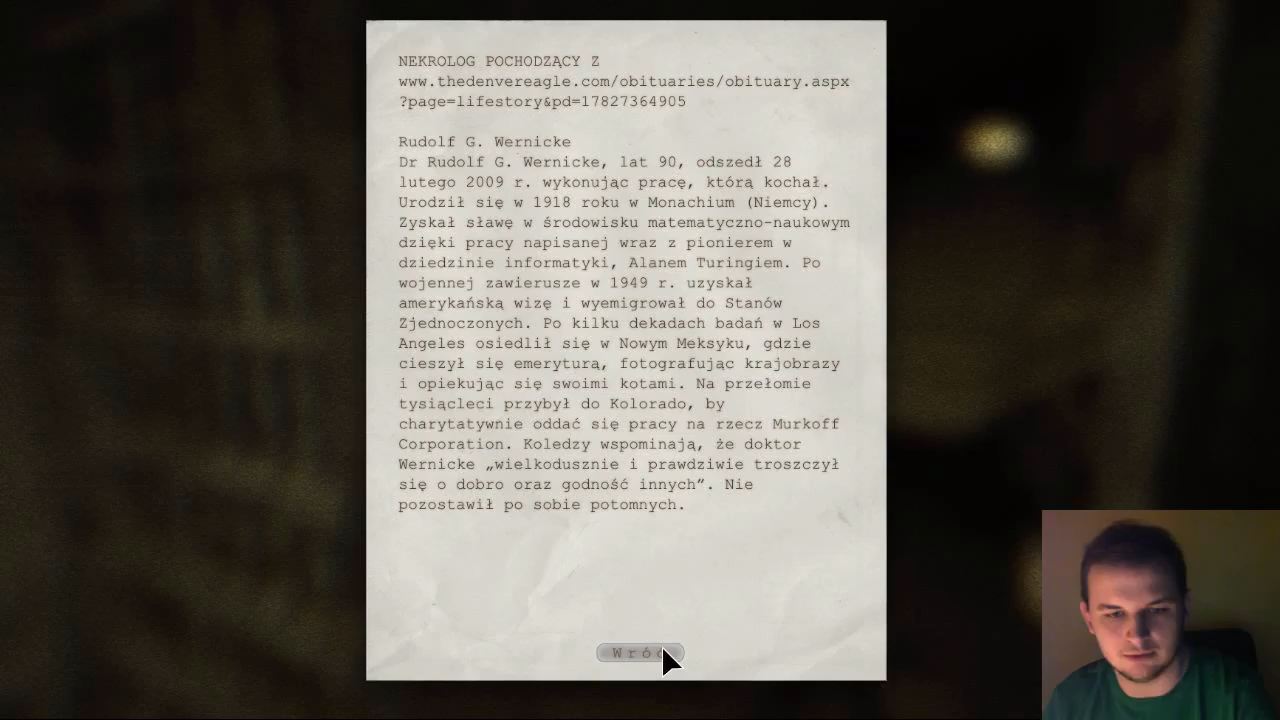 NEKROLOG POCHODZĄCY Z
www.thedenvereagle.com/obituaries/obituary.aspx
?page=lifestory&pd=17827364905
Rudolf G. Wernicke
Dr Rudolf G. Wernicke, lat 90, odszedł 28
lutego 2009 r. wykonując pracę, którą kochał.
Urodził się w 1918 roku w Monachium (Niemcy).
Zyskał sławę w środowisku matematyczno-naukowym
dzięki pracy napisanej wraz z pionierem w
dziedzinie informatyki, Alanem Turingiem. Po
wojennej zawierusze w 1949 r. uzyskał
amerykańską wizę i wyemigrował do Stanów
Zjednoczonych. Po kilku dekadach badań w Los
Angeles osiedlił się w Nowym Meksyku, gdzie
cieszył się emeryturą, fotografując krajobrazy
i opiekując się swoimi kotami. Na przełomie
tysiącleci przybył do Kolorado, by
charytatywnie oddać się pracy na rzecz Murkoff
Corporation. Koledzy wspominają, że doktor
Wernicke „wielkodusznie i prawdziwie troszczył
się o dobro oraz godność innych”. Nie
pozostawił po sobie potomnych.
Wróć